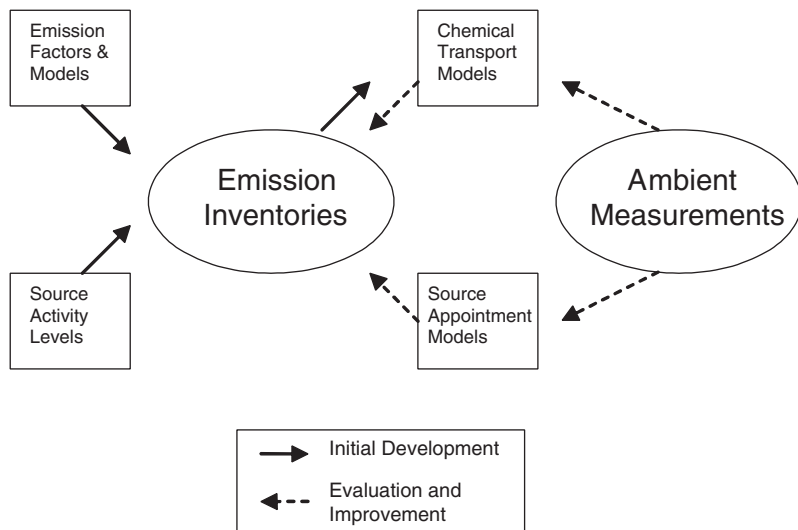 Emission
Factors &
Models
Chemical
Transport
Models
Emission
Inventories
Ambient
Measurements
Source
Activity
Levels
Source
Appointment
Models
Initial Development
Evaluation and
Improvement